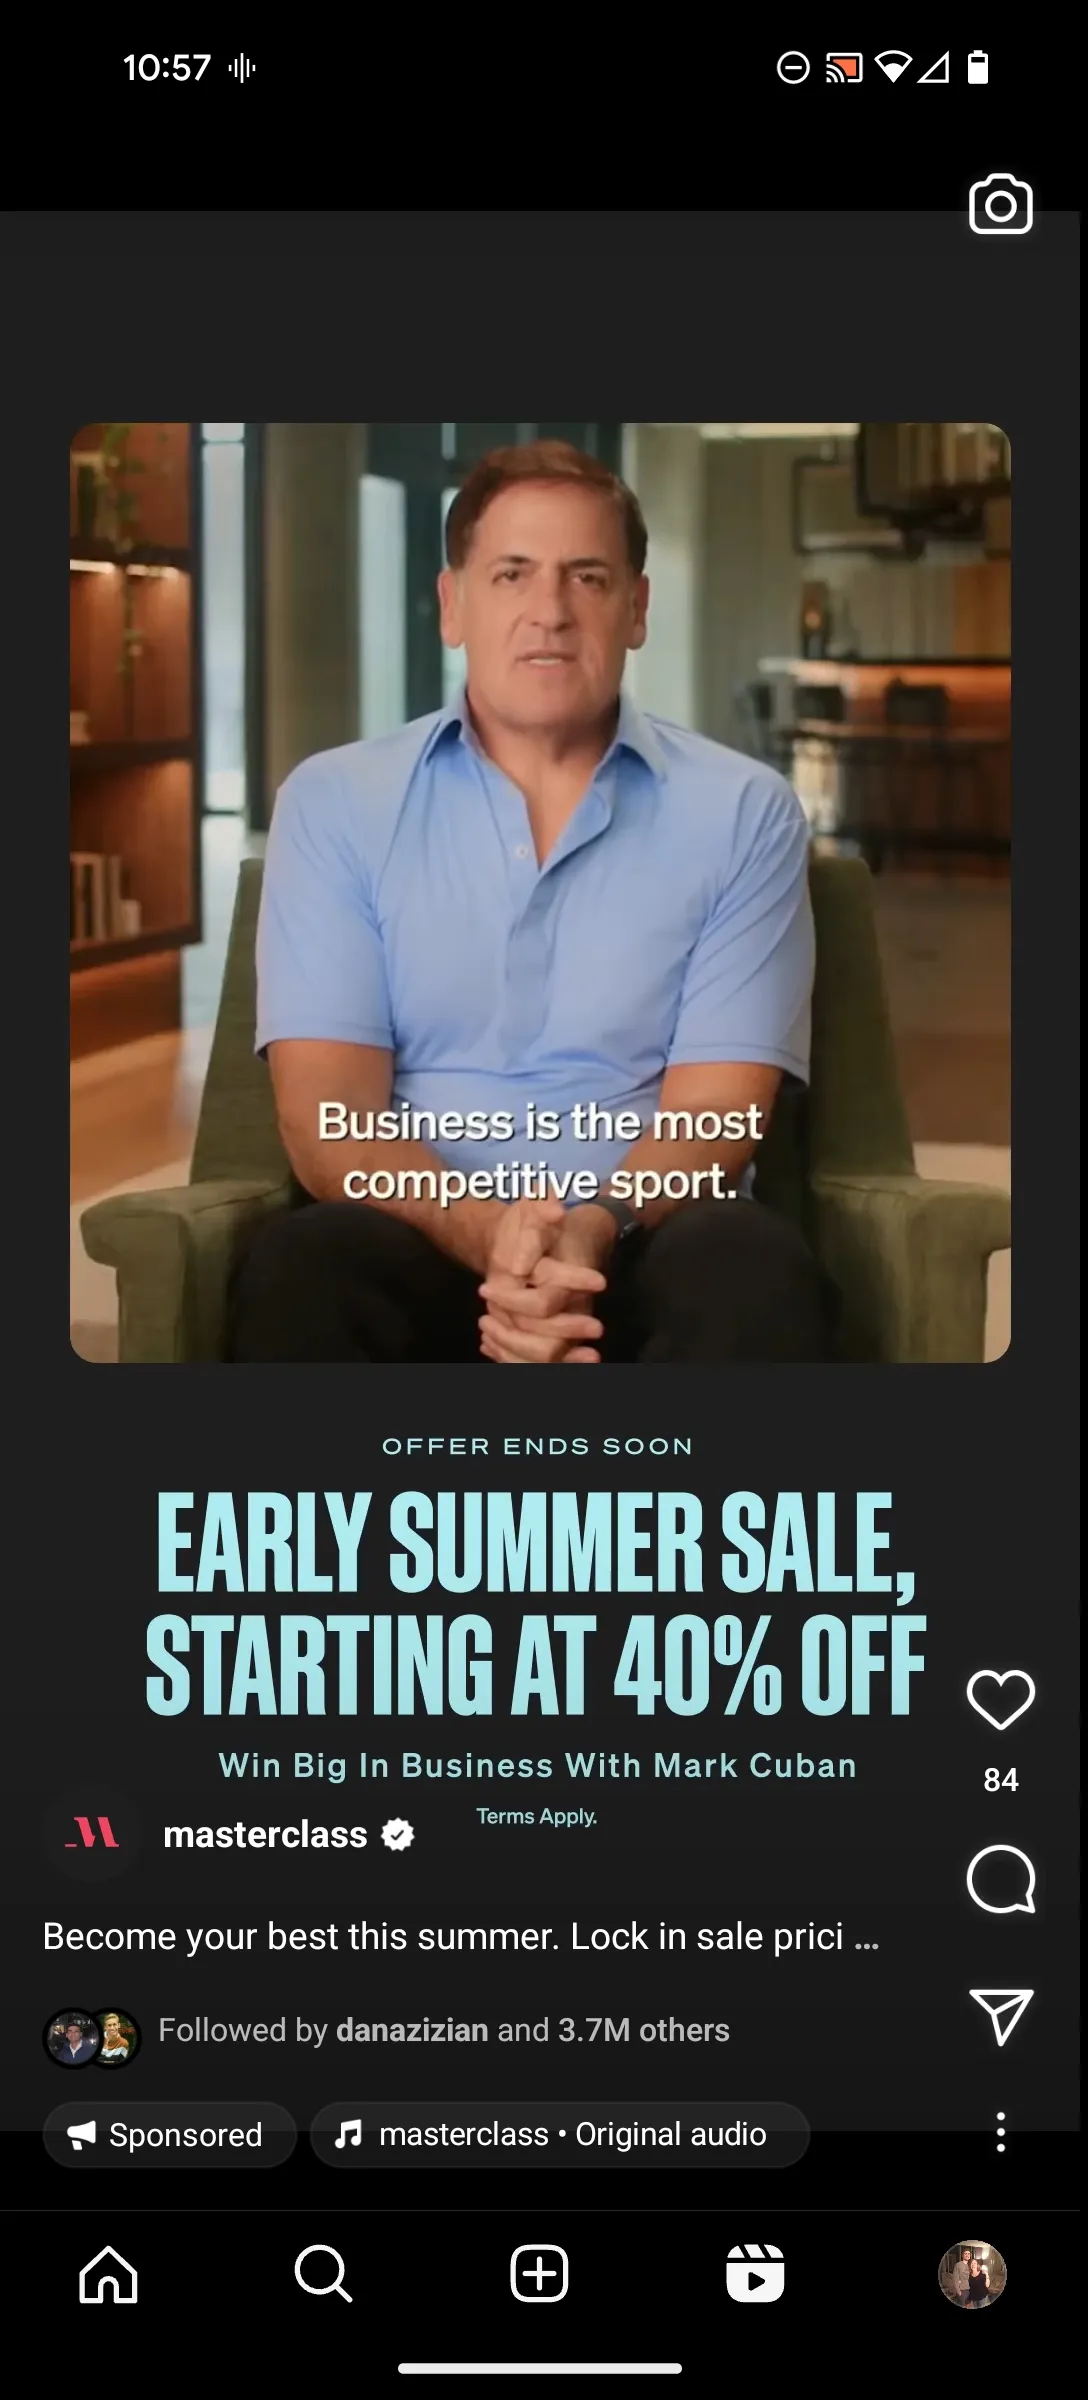 10:57
Business is the most
competitive sport.
OFFER ENDS SOON
EARLY SUMMER SALE,
STARTING AT 40% OFF
Win Big In Business With Mark Cuban
Terms Apply.
masterclass
84
Become your best this summer. Lock in sale prici ...
Followed by danazizian and 3.7M others
Sponsored
masterclass • Original audio